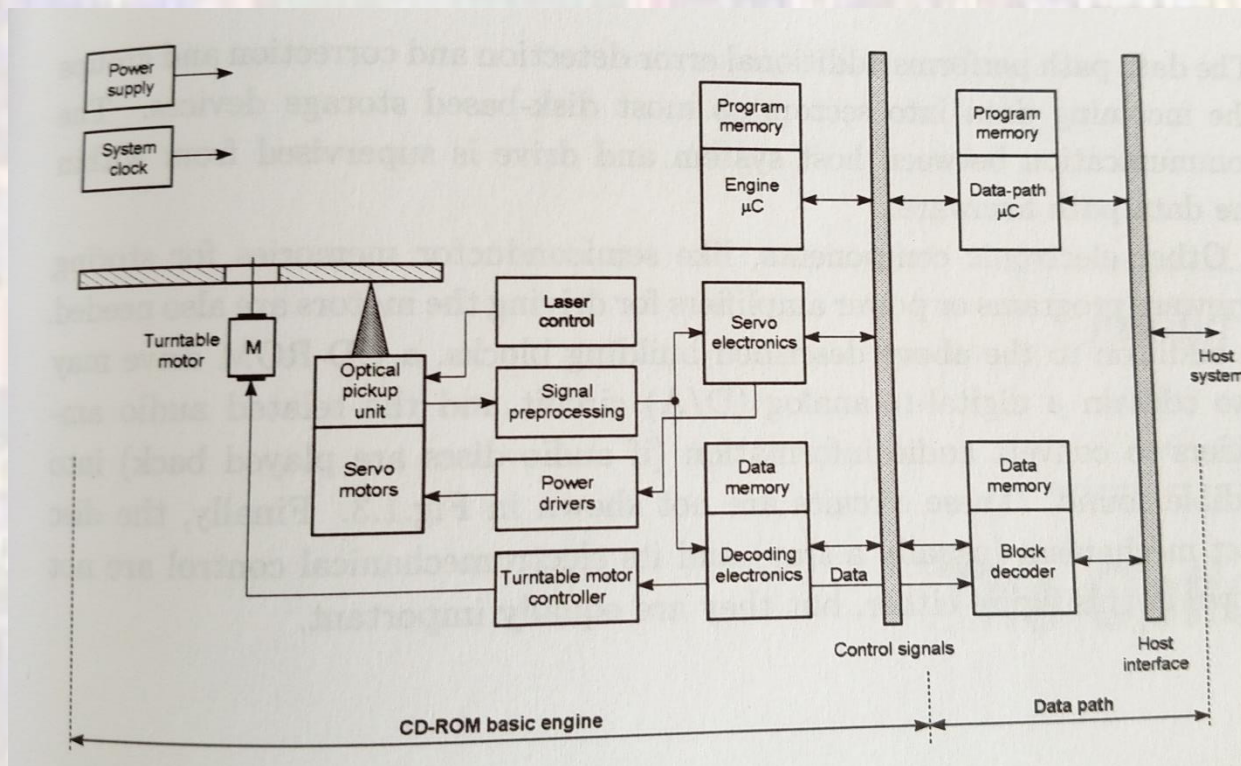 Power
supply
System
clock
Program
memory
Engine
µC
Program
memory
Data-path
µC
Turntable
motor
M
Optical
pickup
unit
Servo
motors
Laser
control
Signal
preprocessing
Power
drivers
Turntable motor
controller
Servo
electronics
Data
memory
Decoding
electronics
Data
Data
memory
Block
decoder
Host
system
Control signals
Host
interface
CD-ROM basic engine
Data path